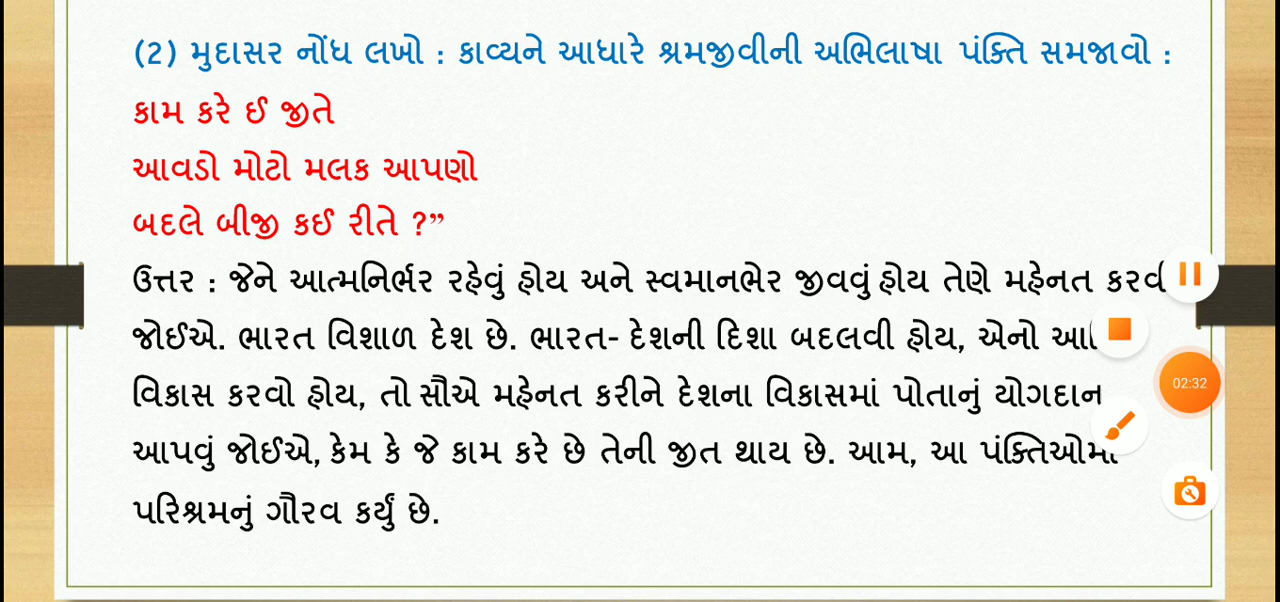 (2) મુદાસર નોંધ લખો : કાવ્યને આધારે શ્રમજીવીની અભિલાષા પંક્તિ સમજાવો :
કામ કરે ઈ જીતે
આવડો મોટો મલક આપણો
બદલે બીજી કઈ રીતે ?”
ઉત્તર : જેને આત્મનિર્ભર રહેવું હોય અને સ્વમાનભેર જીવવું હોય તેણે મહેનત કરવી
જોઈએ. ભારત વિશાળ દેશ છે. ભારત- દેશની દિશા બદલવી હોય, એનો
વિકાસ કરવો હોય, તો સૌએ મહેનત કરીને દેશના વિકાસમાં પોતાનું યોગદાન
આપવું જોઈએ, કેમ કે જે કામ કરે છે તેની જીત થાય છે. આમ, આ પંક્તિઓમાં
પરિશ્રમનું ગૌરવ કર્યું છે.
02:32